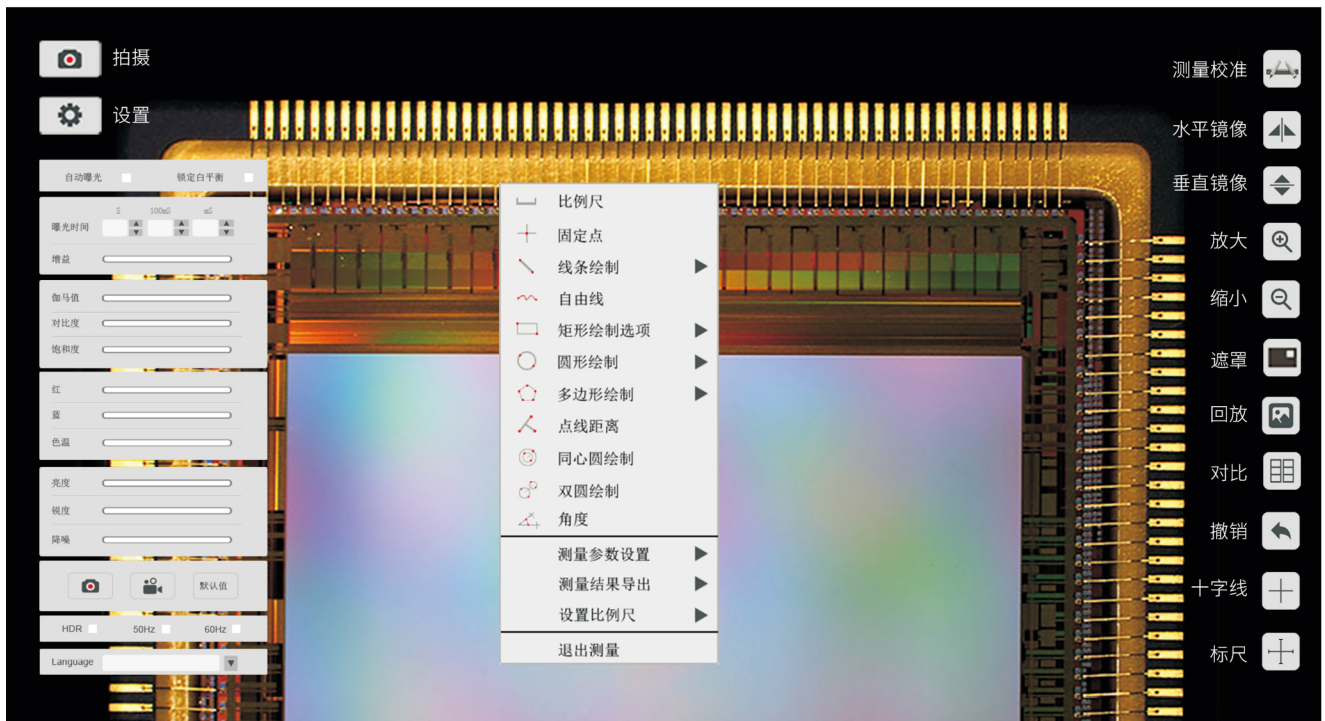 拍摄
设置
自动曝光 锁定白平衡
S 100mS mS
曝光时间
增益
伽马值
对比度
饱和度
红
蓝
色温
亮度
锐度
降噪
默认值
HDR 50Hz 60Hz
Language
比例尺
固定点
线条绘制
自由线
矩形绘制选项
圆形绘制
多边形绘制
点线距离
同心圆绘制
双圆绘制
角度
测量参数设置
测量结果导出
设置比例尺
退出测量
测量校准
水平镜像
垂直镜像
放大
缩小
遮罩
回放
对比
撤销
十字线
标尺